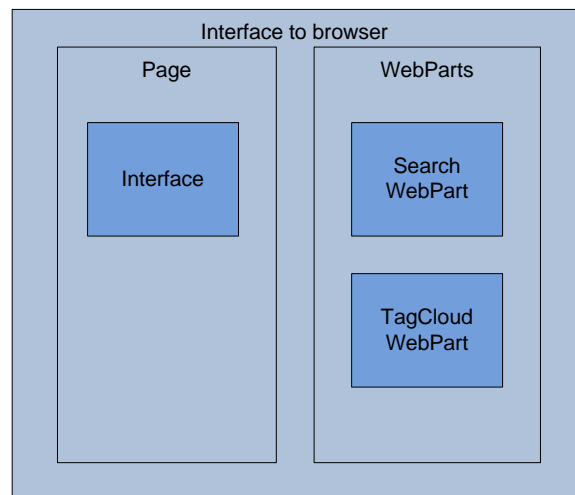 Interface to browser
Page
Interface
WebParts
Search
WebPart
TagCloud
WebPart